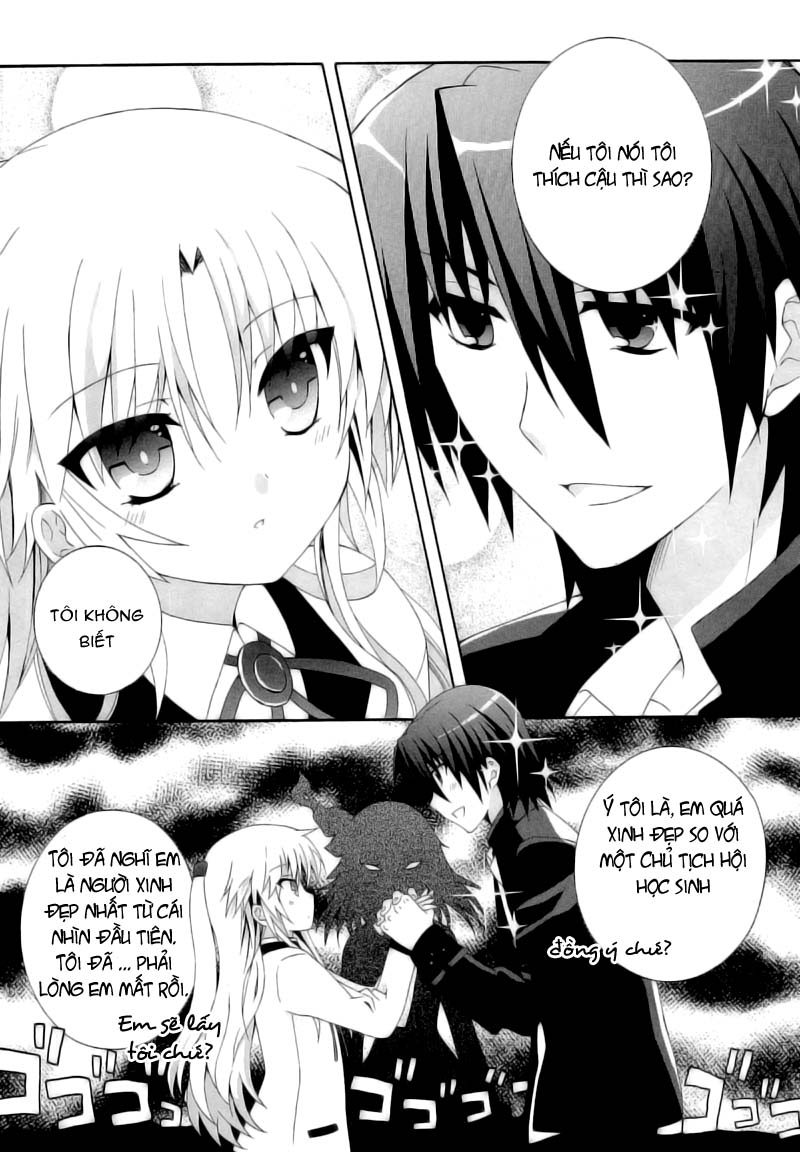 NẾU TÔI NÓI TÔI
THÍCH CẬU THÌ SAO?
TÔI KHÔNG
BIẾT
Ý TÔI LÀ, EM QUÁ
XINH ĐẸP SO VỚI
MỘT CHỦ TỊCH HỘI
HỌC SINH
đồng ý chứ?
TÔI ĐÃ NGHĨ EM
LÀ NGƯỜI XINH
ĐẸP NHẤT TỪ CÁI
NHÌN ĐẦU TIÊN.
TÔI ĐÃ ... PHẢI
LÒNG EM MẤT RỒI.
Em sẽ lấy
tôi chứ?
ゴゴゴ
ゴゴゴ
ゴゴゴ
ゴゴゴ